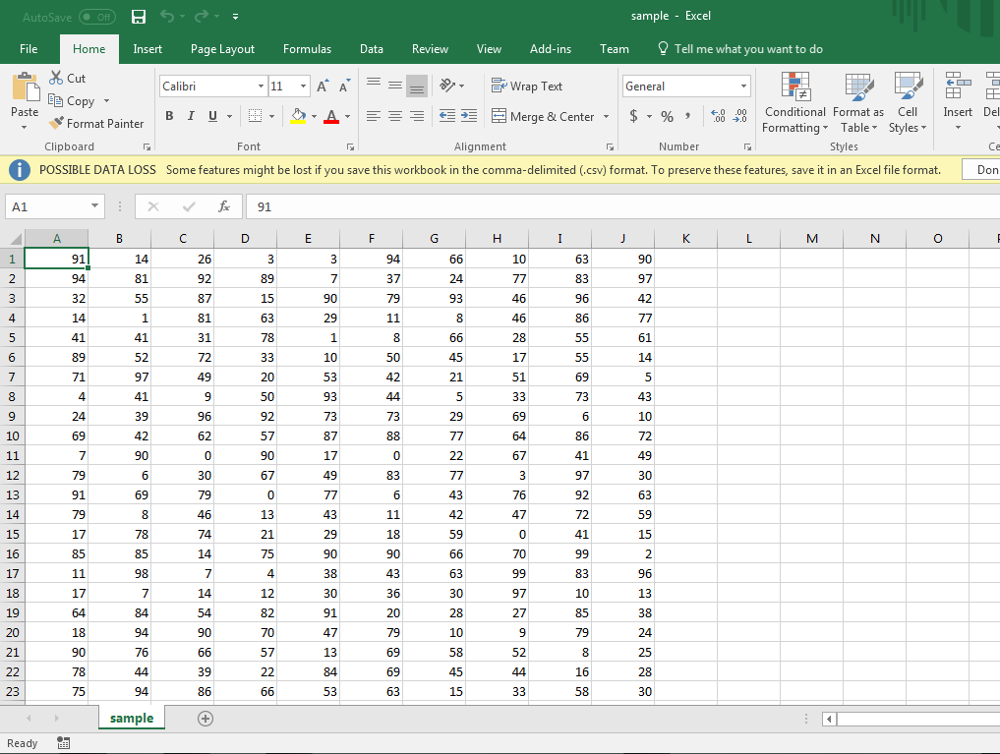 AutoSave Off sample - Excel
File Home Insert Page Layout Formulas Data Review View Add-ins Team Tell me what you want to do
Paste Cut Copy Format Painter Calibri 11 A A B I U A Wrap Text Merge & Center General $ % , .00 .00 Conditional Formatting Format as Table Cell Styles Insert Del
Clipboard Font Alignment Number Styles Ce
POSSIBLE DATA LOSS Some features might be lost if you save this workbook in the comma-delimited (.csv) format. To preserve these features, save it in an Excel file format. Don
A1 fx 91
A B C D E F G H I J K L M N O
1 91 14 26 3 3 94 66 10 63 90
2 94 81 92 89 7 37 24 77 83 97
3 32 55 87 15 90 79 93 46 96 42
4 14 1 81 63 29 11 8 46 86 77
5 41 41 31 78 1 8 66 28 55 61
6 89 52 72 33 10 50 45 17 55 14
7 71 97 49 20 53 42 21 51 69 5
8 4 41 9 50 93 44 5 33 73 43
9 24 39 96 92 73 73 29 69 6 10
10 69 42 62 57 87 88 77 64 86 72
11 7 90 0 90 17 0 22 67 41 49
12 79 6 30 67 49 83 77 3 97 30
13 91 69 79 0 77 6 43 76 92 63
14 79 8 46 13 43 11 42 47 72 59
15 17 78 74 21 29 18 59 0 41 15
16 85 85 14 75 90 90 66 70 99 2
17 11 98 7 4 38 43 63 99 83 96
18 17 7 14 12 30 36 30 97 10 13
19 64 84 54 82 91 20 28 27 85 38
20 18 94 90 70 47 79 10 9 79 24
21 90 76 66 57 13 69 58 52 8 25
22 78 44 39 22 84 69 45 44 16 28
23 75 94 86 66 53 63 15 33 58 30
sample
Ready